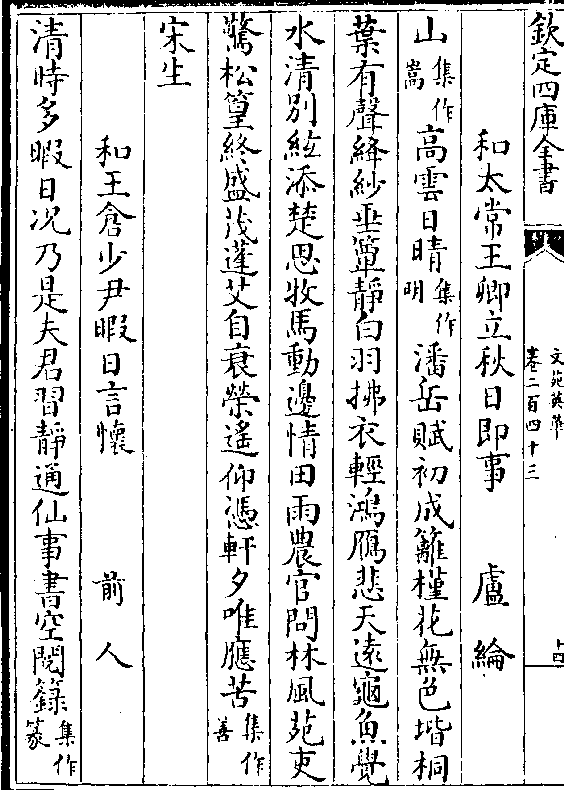 欽定四庫全書
文苑英華
卷二百四十三
十四
和太常王卿立秋日即事 盧綸
山集作嵩高雲日晴集作明潘岳賦初成籬槿花無色堦桐
葉有聲絳紗垂簟靜白羽拂衣輕鴻鴈悲天遠龜魚覺
水清別絃添楚思牧馬動邊情田雨農官問林風苑吏
驚松篁終盛茂蓬艾自衰榮遙仰憑軒夕唯應苦集作善
宋生
和王倉少尹暇日言懷 前人
清時多暇日况乃是夫君習靜通仙事書空閱籙集作篆